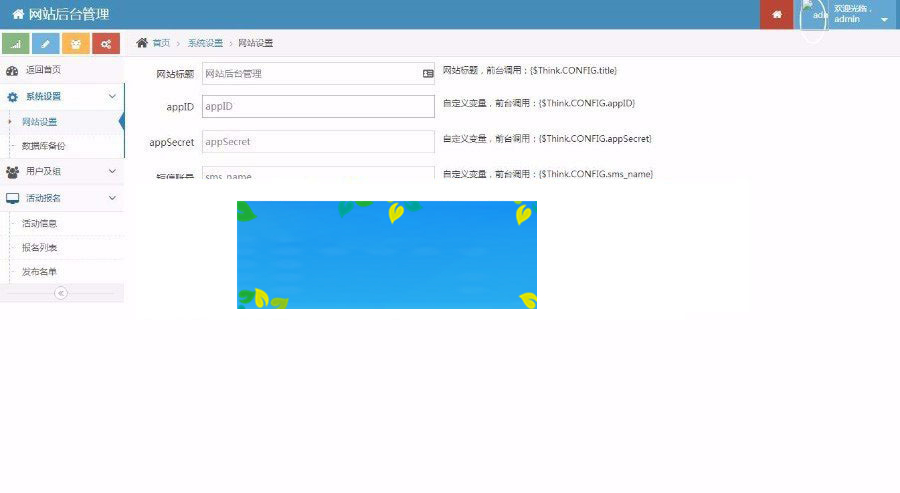 网站后台管理
欢迎光临，
admin
首页 › 系统设置 › 网站设置
返回首页
系统设置
网站设置
数据库备份
用户及组
活动报名
活动信息
报名列表
发布名单
网站标题 网站后台管理 网站标题，前台调用：{$Think.CONFIG.title}
appID appID 自定义变量，前台调用：{$Think.CONFIG.appID}
appSecret appSecret 自定义变量，前台调用：{$Think.CONFIG.appSecret}
短信账号 sms_name 自定义变量，前台调用：{$Think.CONFIG.sms_name}